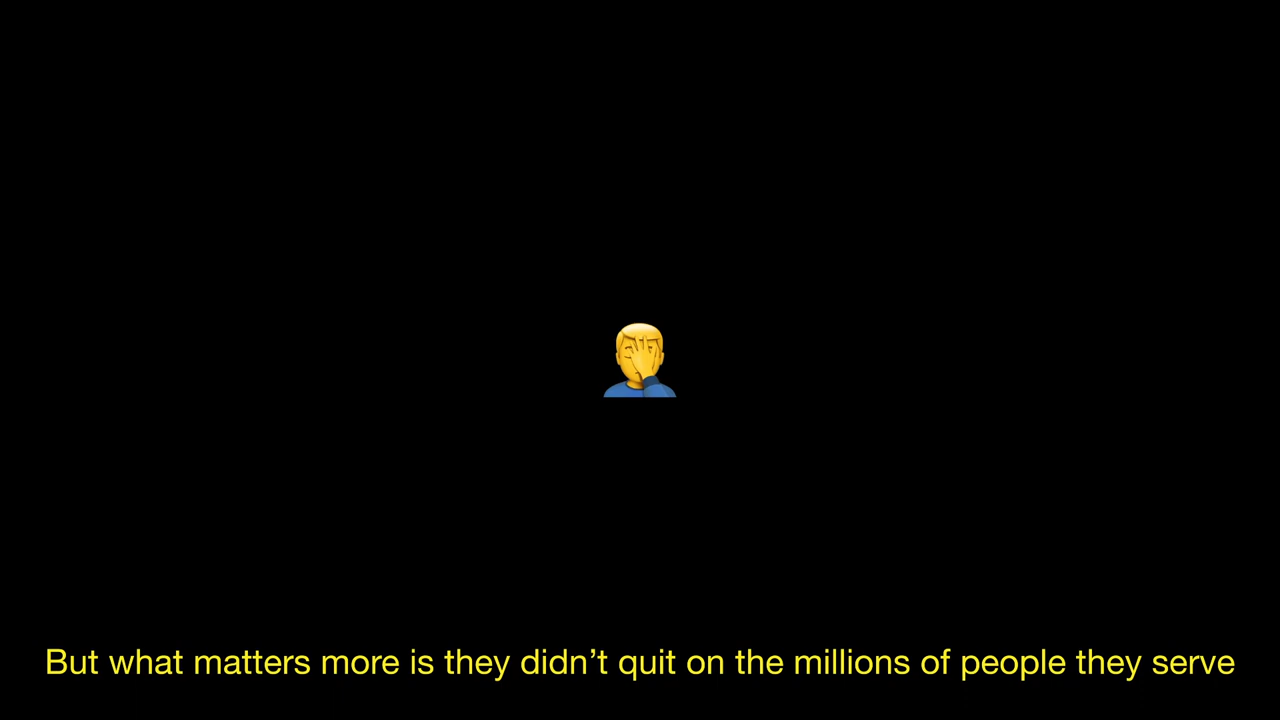 But what matters more is they didn’t quit on the millions of people they serve